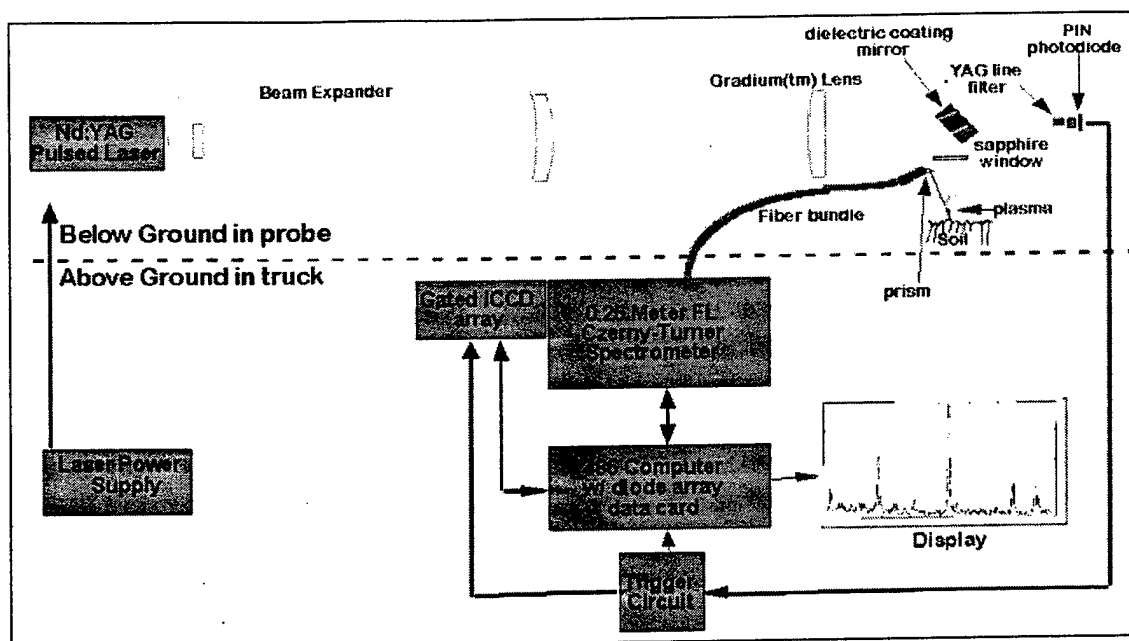 dielectric coating
mirror
PIN
photodiode
YAG line
filter
Beam Expander
Gradium(tm) Lens
Nd:YAG
Pulsed Laser
sapphire
window
plasma
Fiber bundle
Soil
Below Ground in probe
Above Ground in truck
prism
Gated ICCD
array
Meter FL
Czerny-Turner
Spectrometer
Laser Power
Supply
Computer
w/ diode array
data card
Display
Trigger
Circuit